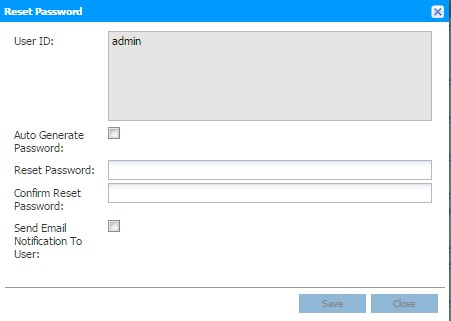 Reset Password
User ID:
admin
Auto Generate
Password:
Reset Password:
Confirm Reset
Password:
Send Email
Notification To
User:
Save
Close